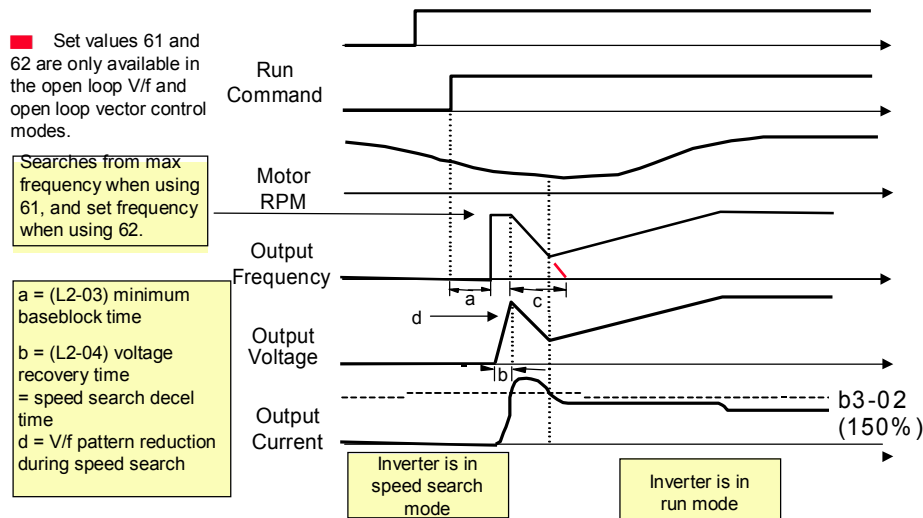 Set values 61 and
62 are only available in
the open loop V/f and
open loop vector control
modes.
Searches from max
frequency when using
61, and set frequency
when using 62.
a = (L2-03) minimum
baseblock time
b = (L2-04) voltage
recovery time
= speed search decel
time
d = V/f pattern reduction
during speed search
Run
Command
Motor
RPM
Output
Frequency
a
c
d
Output
Voltage
b
Output
Current
b3-02
(150%)
Inverter is in
speed search
mode
Inverter is in
run mode